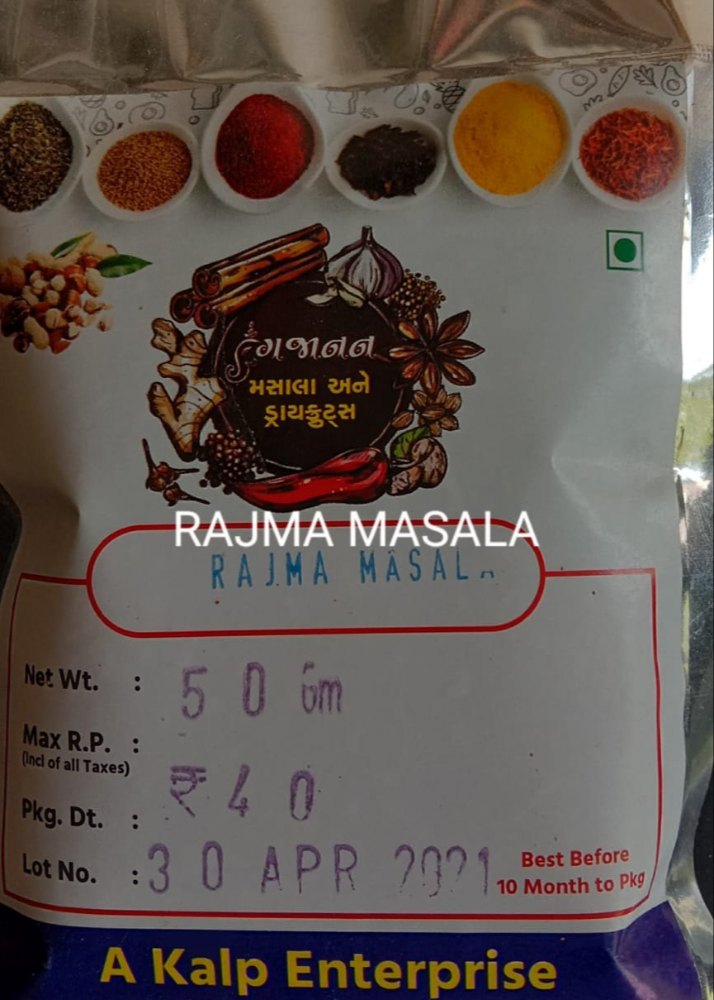 ગજાનન
મસાલા અને
ડ્રાયફ્રુટ્સ
RAJMA MASALA
RAJMA MASALA
Net Wt. : 50 Gm
Max R.P. :
(Incl of all Taxes)
₹ 40
Pkg. Dt. :
Lot No. : 30 APR 2021
Best Before
10 Month to Pkg
A Kalp Enterprise